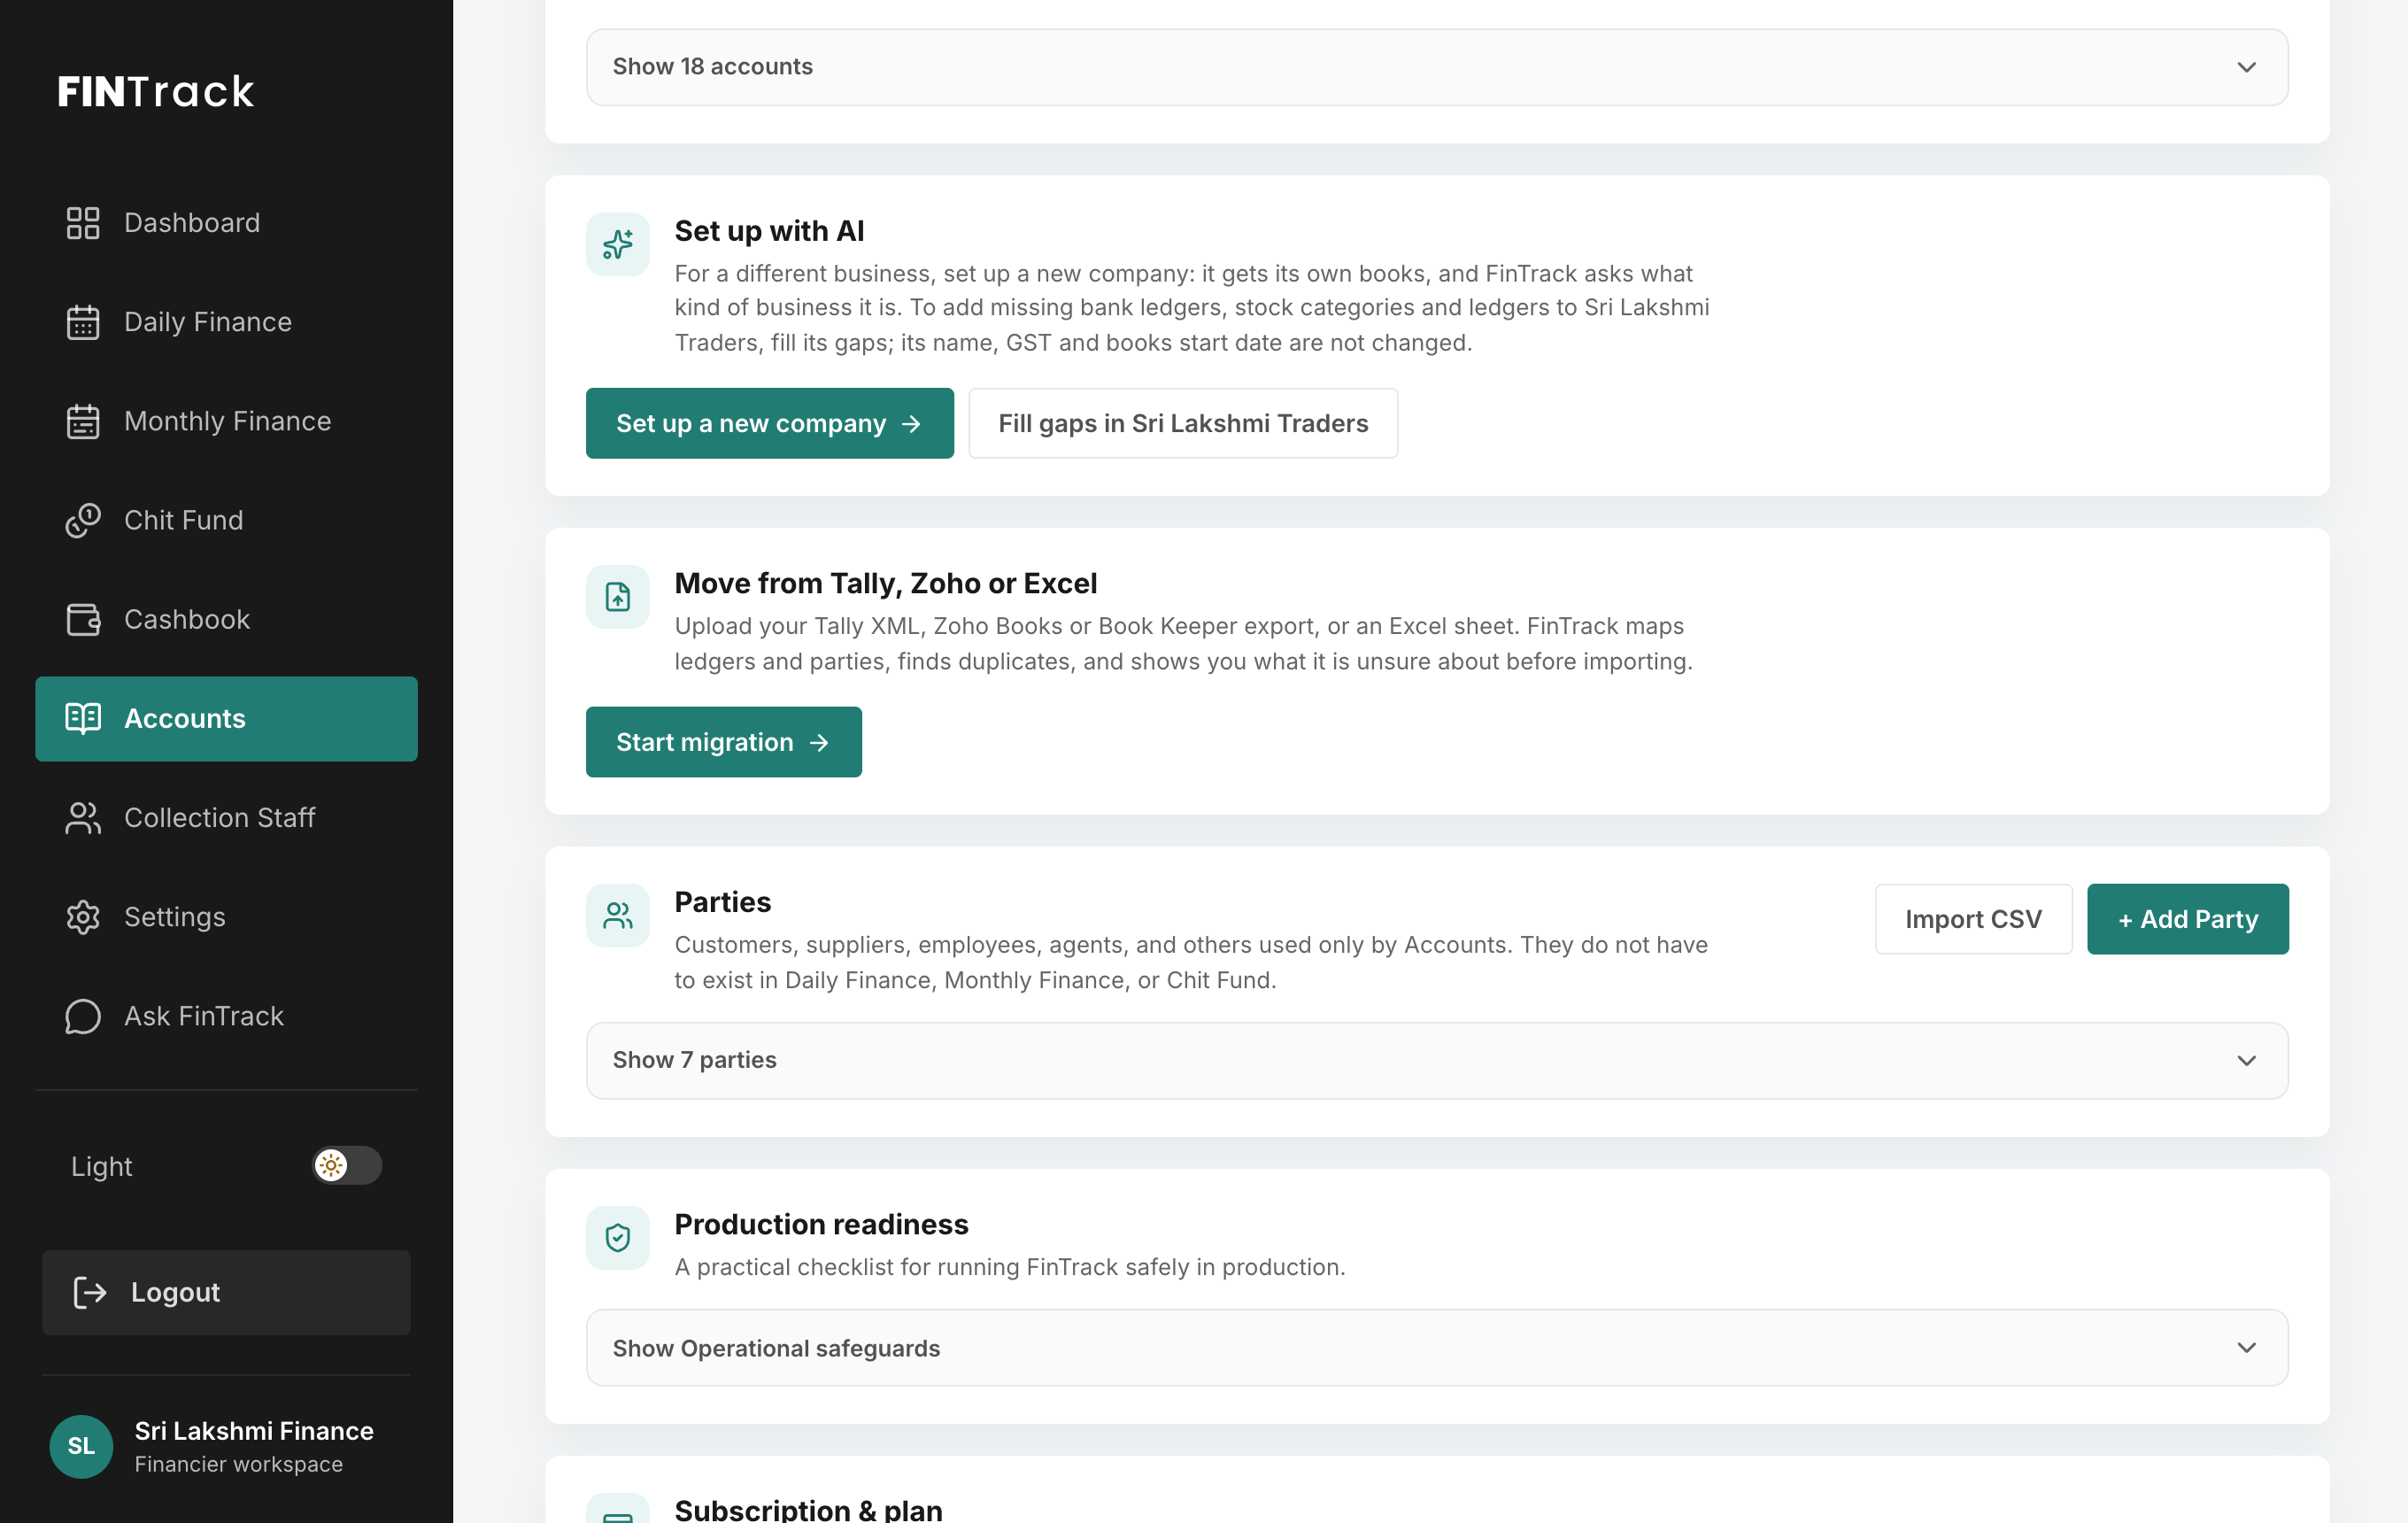 FINTrack
Dashboard
Daily Finance
Monthly Finance
Chit Fund
Cashbook
Accounts
Collection Staff
Settings
Ask FinTrack
Light
Logout
SL
Sri Lakshmi Finance
Financier workspace
Show 18 accounts
Set up with AI
For a different business, set up a new company: it gets its own books, and FinTrack asks what
kind of business it is. To add missing bank ledgers, stock categories and ledgers to Sri Lakshmi
Traders, fill its gaps; its name, GST and books start date are not changed.
Set up a new company →
Fill gaps in Sri Lakshmi Traders
Move from Tally, Zoho or Excel
Upload your Tally XML, Zoho Books or Book Keeper export, or an Excel sheet. FinTrack maps
ledgers and parties, finds duplicates, and shows you what it is unsure about before importing.
Start migration →
Parties
Customers, suppliers, employees, agents, and others used only by Accounts. They do not have
to exist in Daily Finance, Monthly Finance, or Chit Fund.
Import CSV
+ Add Party
Show 7 parties
Production readiness
A practical checklist for running FinTrack safely in production.
Show Operational safeguards
Subscription & plan